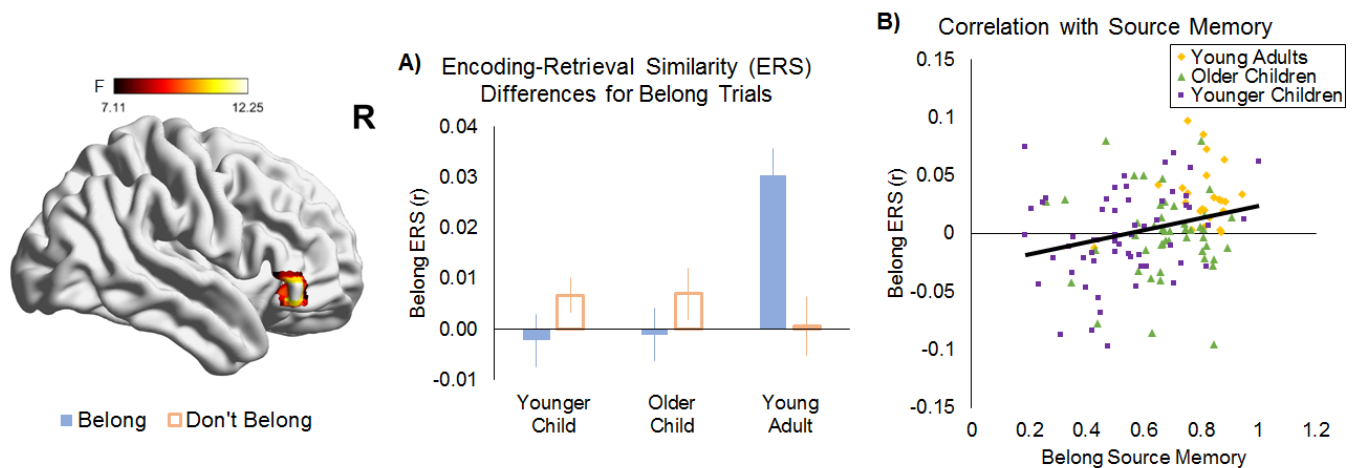 F
7.11 12.25
R
Belong Don't Belong
A) Encoding-Retrieval Similarity (ERS)
Differences for Belong Trials
Belong ERS (r)
0.04
0.03
0.02
0.01
0.00
-0.01
Younger
Child
Older
Child
Young
Adult
B) Correlation with Source Memory
Young Adults
Older Children
Younger Children
Belong ERS (r)
0.15
0.1
0.05
0
-0.05
-0.1
-0.15
0 0.2 0.4 0.6 0.8 1 1.2
Belong Source Memory